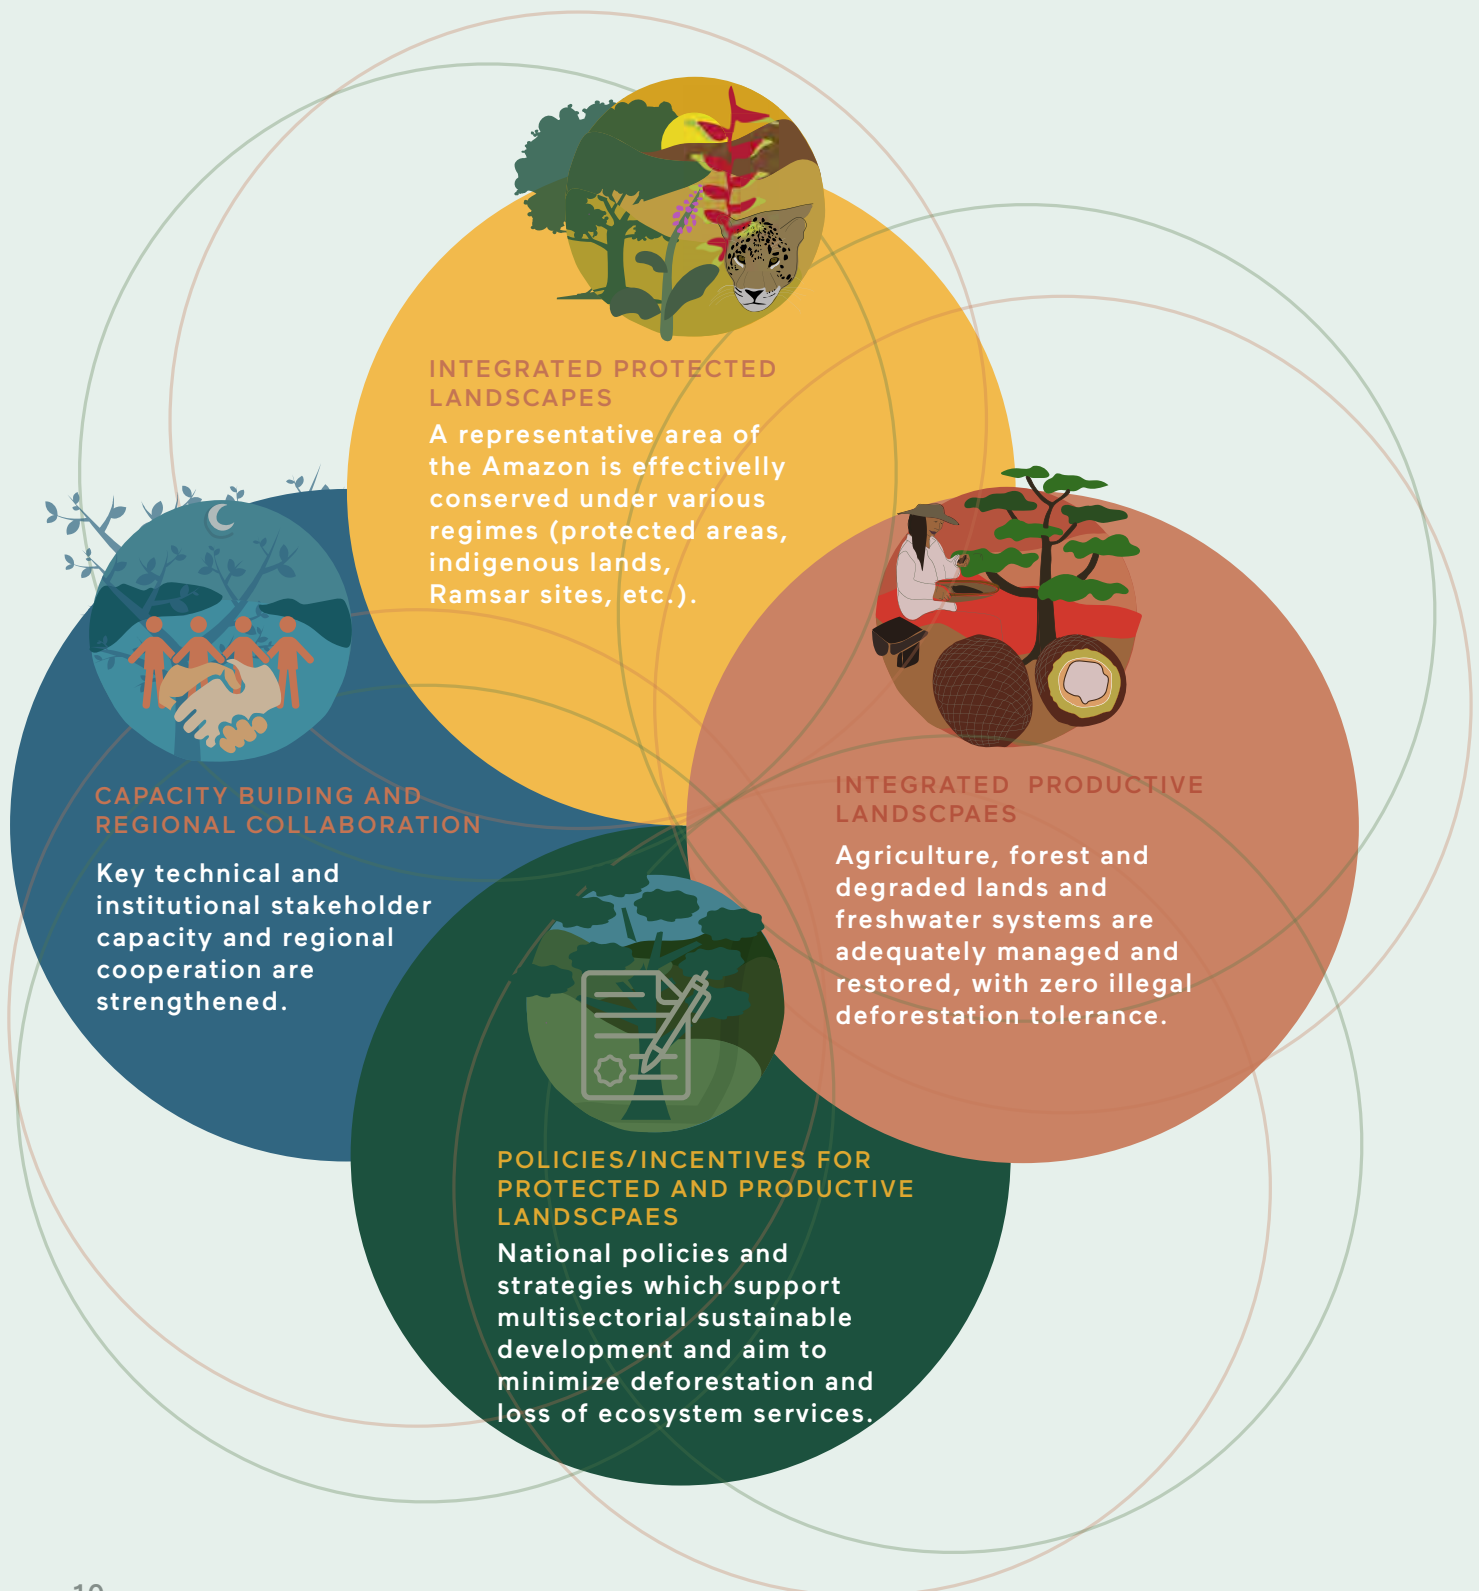 INTEGRATED PROTECTED
LANDSCAPES
A representative area of
the Amazon is effectivelly
conserved under various
regimes (protected areas,
indigenous lands,
Ramsar sites, etc.).
CAPACITY BUIDING AND
REGIONAL COLLABORATION
Key technical and
institutional stakeholder
capacity and regional
cooperation are
strengthened.
INTEGRATED PRODUCTIVE
LANDSCPAES
Agriculture, forest and
degraded lands and
freshwater systems are
adequately managed and
restored, with zero illegal
deforestation tolerance.
POLICIES/INCENTIVES FOR
PROTECTED AND PRODUCTIVE
LANDSCPAES
National policies and
strategies which support
multisectorial sustainable
development and aim to
minimize deforestation and
loss of ecosystem services.